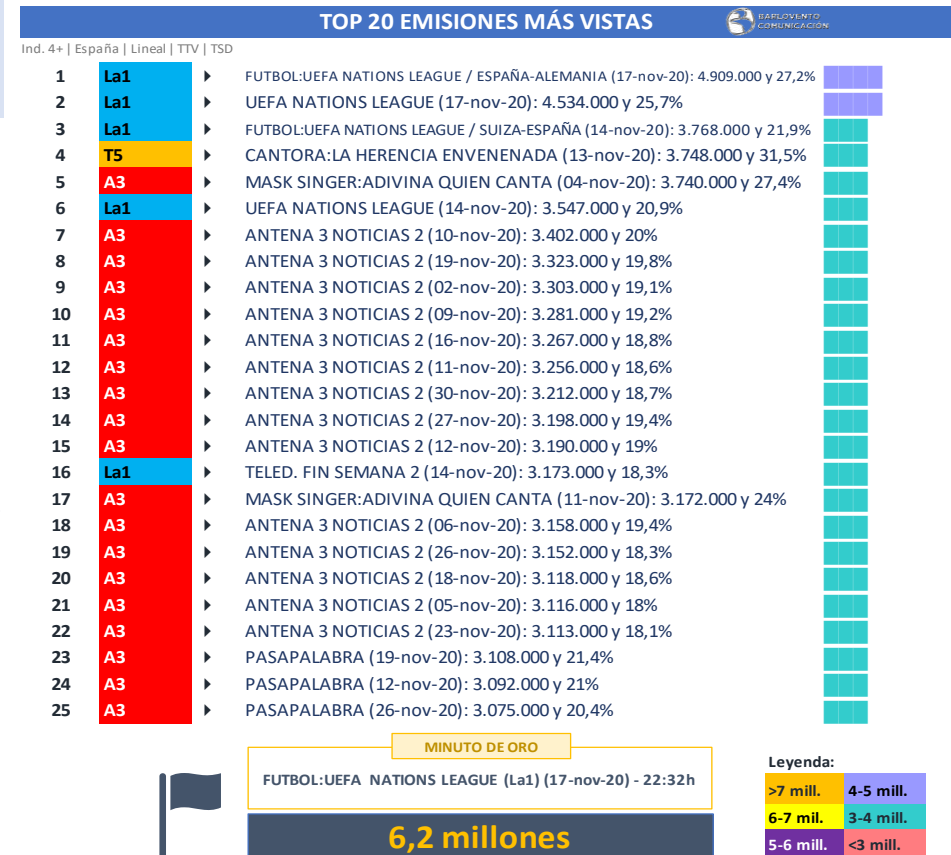 TOP 20 EMISIONES MÁS VISTAS
BARLOVENTO
COMUNICACIÓN
Ind. 4+ | España | Lineal | TTV | TSD
1 La1 FUTBOL:UEFA NATIONS LEAGUE / ESPAÑA-ALEMANIA (17-nov-20): 4.909.000 y 27,2%
2 La1 UEFA NATIONS LEAGUE (17-nov-20): 4.534.000 y 25,7%
3 La1 FUTBOL:UEFA NATIONS LEAGUE / SUIZA-ESPAÑA (14-nov-20): 3.768.000 y 21,9%
4 T5 CANTORA:LA HERENCIA ENVENENADA (13-nov-20): 3.748.000 y 31,5%
5 A3 MASK SINGER:ADIVINA QUIEN CANTA (04-nov-20): 3.740.000 y 27,4%
6 La1 UEFA NATIONS LEAGUE (14-nov-20): 3.547.000 y 20,9%
7 A3 ANTENA 3 NOTICIAS 2 (10-nov-20): 3.402.000 y 20%
8 A3 ANTENA 3 NOTICIAS 2 (19-nov-20): 3.323.000 y 19,8%
9 A3 ANTENA 3 NOTICIAS 2 (02-nov-20): 3.303.000 y 19,1%
10 A3 ANTENA 3 NOTICIAS 2 (09-nov-20): 3.281.000 y 19,2%
11 A3 ANTENA 3 NOTICIAS 2 (16-nov-20): 3.267.000 y 18,8%
12 A3 ANTENA 3 NOTICIAS 2 (11-nov-20): 3.256.000 y 18,6%
13 A3 ANTENA 3 NOTICIAS 2 (30-nov-20): 3.212.000 y 18,7%
14 A3 ANTENA 3 NOTICIAS 2 (27-nov-20): 3.198.000 y 19,4%
15 A3 ANTENA 3 NOTICIAS 2 (12-nov-20): 3.190.000 y 19%
16 La1 TELED. FIN SEMANA 2 (14-nov-20): 3.173.000 y 18,3%
17 A3 MASK SINGER:ADIVINA QUIEN CANTA (11-nov-20): 3.172.000 y 24%
18 A3 ANTENA 3 NOTICIAS 2 (06-nov-20): 3.158.000 y 19,4%
19 A3 ANTENA 3 NOTICIAS 2 (26-nov-20): 3.152.000 y 18,3%
20 A3 ANTENA 3 NOTICIAS 2 (18-nov-20): 3.118.000 y 18,6%
21 A3 ANTENA 3 NOTICIAS 2 (05-nov-20): 3.116.000 y 18%
22 A3 ANTENA 3 NOTICIAS 2 (23-nov-20): 3.113.000 y 18,1%
23 A3 PASAPALABRA (19-nov-20): 3.108.000 y 21,4%
24 A3 PASAPALABRA (12-nov-20): 3.092.000 y 21%
25 A3 PASAPALABRA (26-nov-20): 3.075.000 y 20,4%
MINUTO DE ORO
FUTBOL:UEFA NATIONS LEAGUE (La1) (17-nov-20) - 22:32h
6,2 millones
Leyenda:
>7 mill. 4-5 mill.
6-7 mil. 3-4 mill.
5-6 mill. <3 mill.